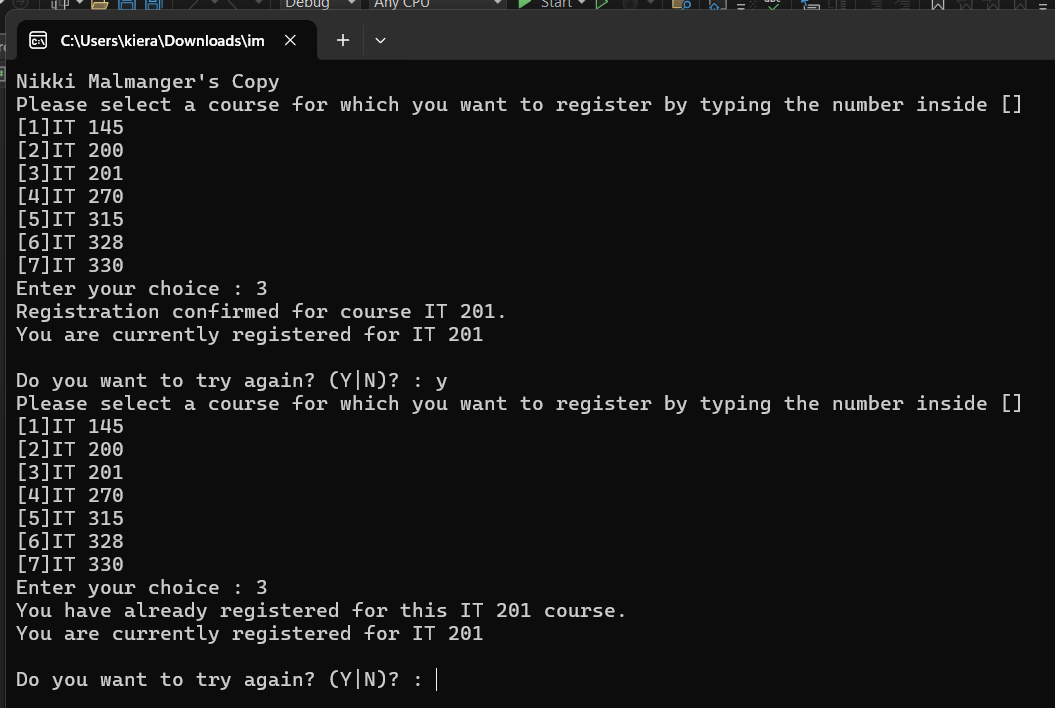 Debug Any CPU Start
C:\Users\kiera\Downloads\im
Nikki Malmanger's Copy
Please select a course for which you want to register by typing the number inside []
[1]IT 145
[2]IT 200
[3]IT 201
[4]IT 270
[5]IT 315
[6]IT 328
[7]IT 330
Enter your choice : 3
Registration confirmed for course IT 201.
You are currently registered for IT 201
Do you want to try again? (Y|N)? : y
Please select a course for which you want to register by typing the number inside []
[1]IT 145
[2]IT 200
[3]IT 201
[4]IT 270
[5]IT 315
[6]IT 328
[7]IT 330
Enter your choice : 3
You have already registered for this IT 201 course.
You are currently registered for IT 201
Do you want to try again? (Y|N)? :